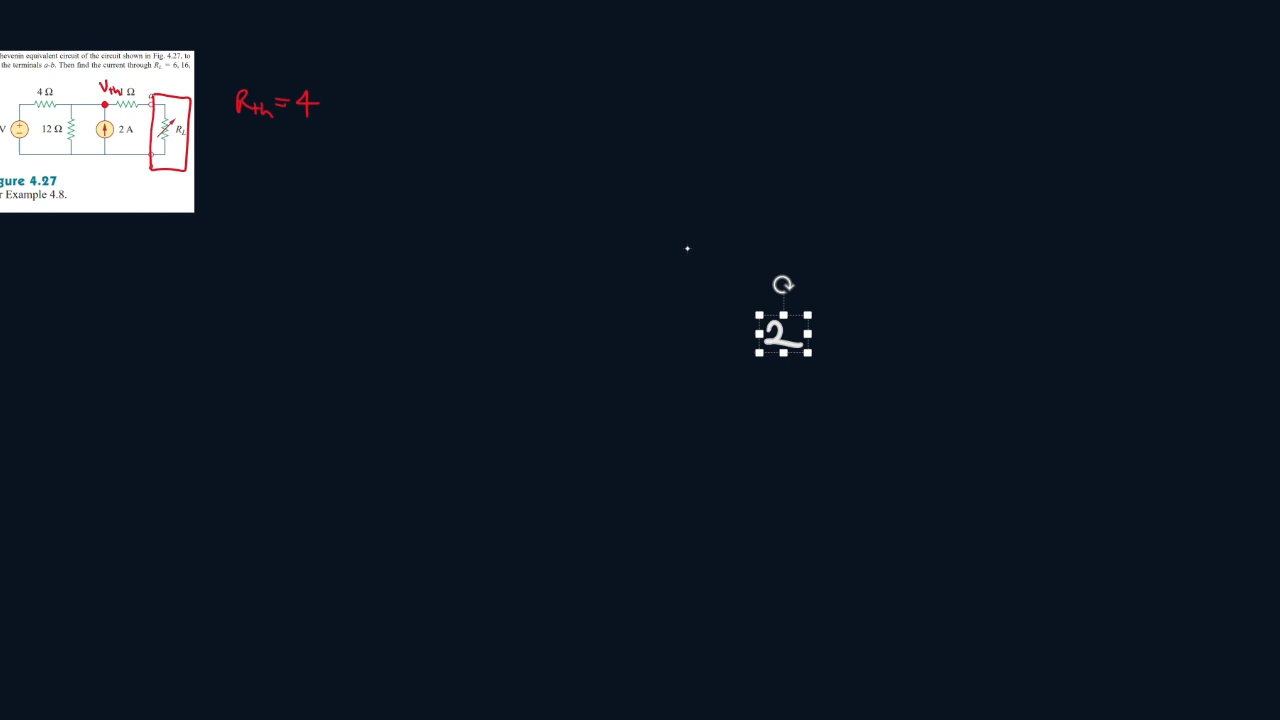 hevenin equivalent circuit of the circuit shown in Fig. 4.27, to
the terminals a-b. Then find the current through RL = 6, 16,
4 Ω
Vth
Ω
a
V
12 Ω
2 A
RL
Rth = 4
gure 4.27
r Example 4.8.
2